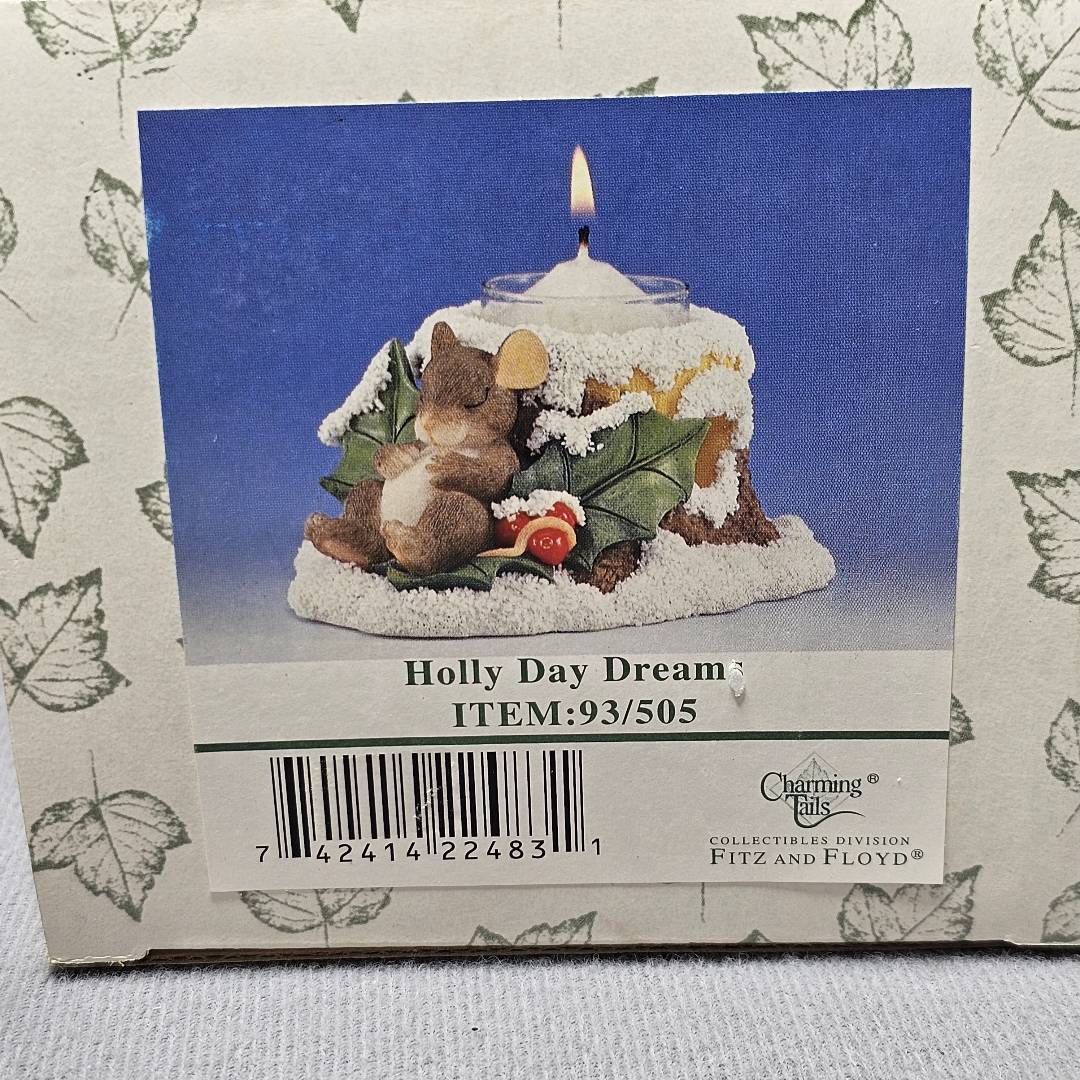 Holly Day Dreams
ITEM:93/505
7 42414 22483 1
Charming ®
Tails
COLLECTIBLES DIVISION
FITZ AND FLOYD®